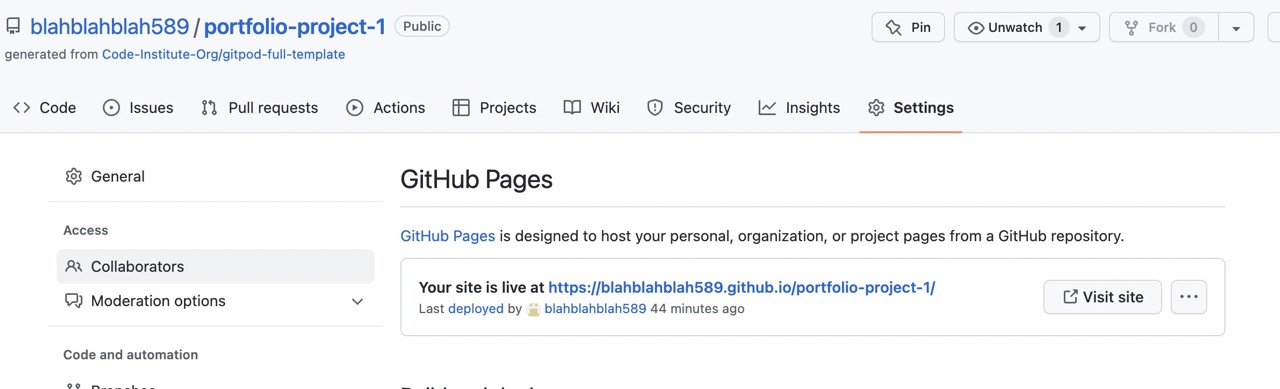 blahblahblah589 / portfolio-project-1 Public Pin Unwatch 1 Fork 0
generated from Code-Institute-Org/gitpod-full-template
Code Issues Pull requests Actions Projects Wiki Security Insights Settings
General
Access
Collaborators
Moderation options
Code and automation
Branches
GitHub Pages
GitHub Pages is designed to host your personal, organization, or project pages from a GitHub repository.
Your site is live at https://blahblahblah589.github.io/portfolio-project-1/
Last deployed by blahblahblah589 44 minutes ago
Visit site